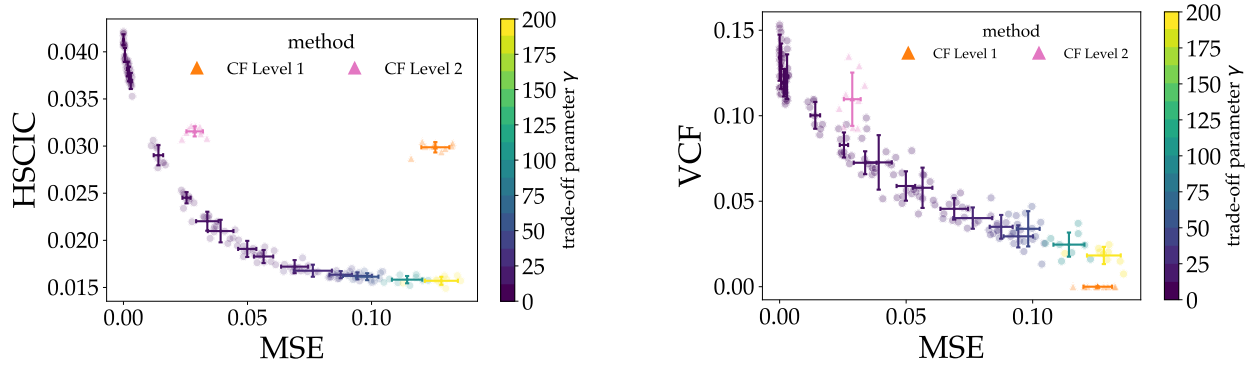 HSCIC
0.040
0.035
0.030
0.025
0.020
0.015
0.00
0.05
0.10
MSE
method
CF Level 1
CF Level 2
200
175
150
125
100
75
50
25
0
trade-off parameter γ
VCF
0.15
0.10
0.05
0.00
0.00
0.05
0.10
MSE
method
CF Level 1
CF Level 2
200
175
150
125
100
75
50
25
0
trade-off parameter γ